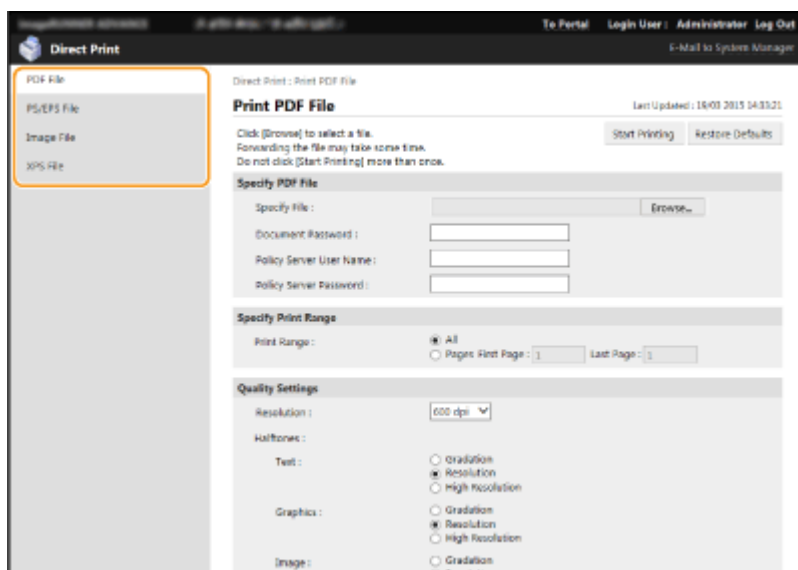 To Portal Login User : Administrator Log Out
Direct Print
E-Mail to System Manager
PDF File
PS/EPS File
Image File
XPS File
Direct Print : Print PDF File
Print PDF File
Last Updated : 19/03 2015 14:33:21
Click [Browse] to select a file.
Forwarding the file may take some time.
Do not click [Start Printing] more than once.
Start Printing Restore Defaults
Specify PDF File
Specify File :
Browse...
Document Password :
Policy Server User Name :
Policy Server Password :
Specify Print Range
Print Range :
All
Pages First Page : 1 Last Page : 1
Quality Settings
Resolution : 600 dpi
Halftones :
Text :
Gradation
Resolution
High Resolution
Graphics :
Gradation
Resolution
High Resolution
Image :
Gradation